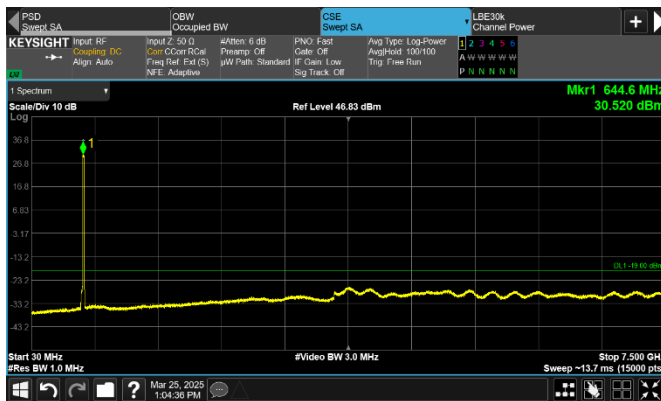 PSD
Swept SA
OBW
Occupied BW
CSE
Swept SA
LBE30k
Channel Power
KEYSIGHT
Input: RF
Coupling: DC
Align: Auto
Input Z: 50 Ω
Corr CCorr RCal
Freq Ref: Ext (S)
NFE: Adaptive
#Atten: 6 dB
Preamp: Off
µW Path: Standard
PNO: Fast
Gate: Off
IF Gain: Low
Sig Track: Off
Avg Type: Log-Power
Avg|Hold: 100/100
Trig: Free Run
1 2 3 4 5 6
A W W W W W
P N N N N N
LXI
1 Spectrum
Scale/Div 10 dB
Log
Ref Level 46.83 dBm
Mkr1 644.6 MHz
30.520 dBm
1
36.8
26.8
16.8
6.83
-3.17
-13.2
-23.2
-33.2
-43.2
DL1 -19.00 dBm
Start 30 MHz
#Res BW 1.0 MHz
#Video BW 3.0 MHz
Stop 7.500 GH
Sweep ~13.7 ms (15000 pts
Mar 25, 2025
1:04:36 PM